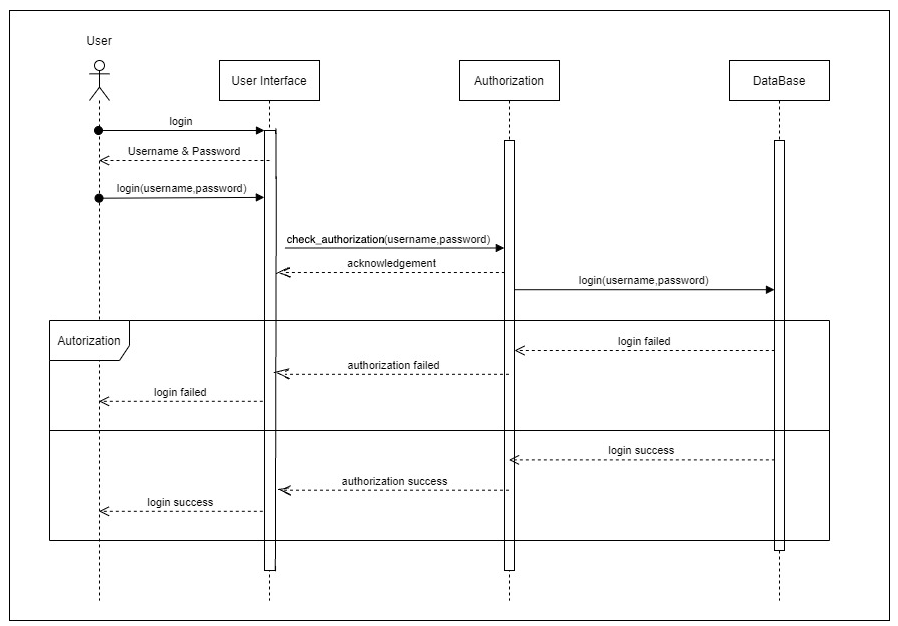 User
User Interface
Authorization
DataBase
login
Username & Password
login(username,password)
check_authorization(username,password)
acknowledgement
login(username,password)
Autorization
login failed
authorization failed
login failed
login success
authorization success
login success